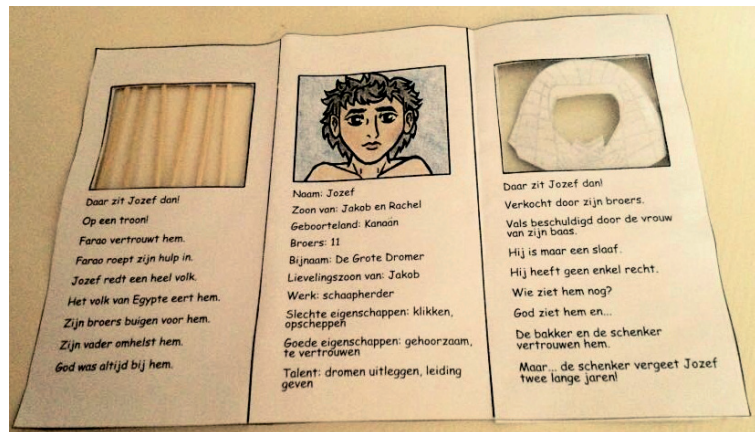 Daar zit Jozef dan!
Op een troon!
Farao vertrouwt hem.
Farao roept zijn hulp in.
Jozef redt een heel volk.
Het volk van Egypte eert hem.
Zijn broers buigen voor hem.
Zijn vader omhelst hem.
God was altijd bij hem.
Naam: Jozef
Zoon van: Jakob en Rachel
Geboorteland: Kanaän
Broers: 11
Bijnaam: De Grote Dromer
Lievelingszoon van: Jakob
Werk: schaapherder
Slechte eigenschappen: klikken,
opscheppen
Goede eigenschappen: gehoorzaam,
te vertrouwen
Talent: dromen uitleggen, leiding
geven
Daar zit Jozef dan!
Verkocht door zijn broers.
Vals beschuldigd door de vrouw
van zijn baas.
Hij is maar een slaaf.
Hij heeft geen enkel recht.
Wie ziet hem nog?
God ziet hem en...
De bakker en de schenker
vertrouwen hem.
Maar... de schenker vergeet Jozef
twee lange jaren!